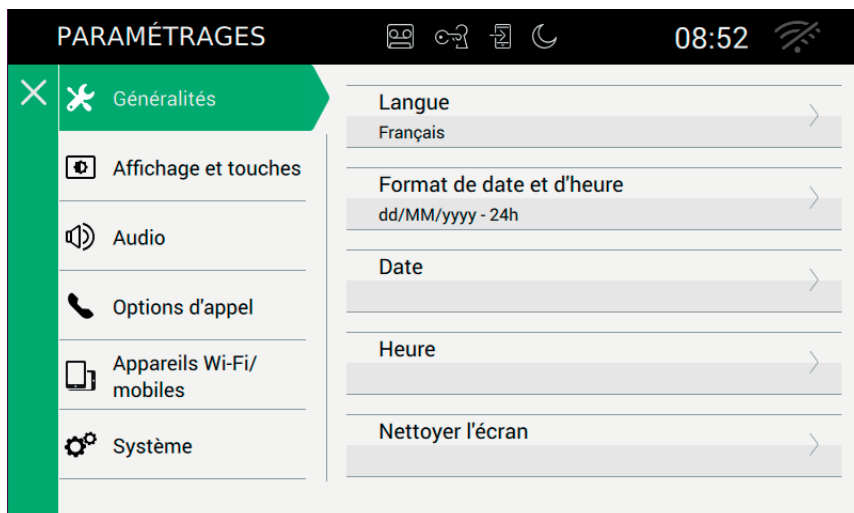 PARAMÉTRAGES
08:52
Généralités
Affichage et touches
Audio
Options d'appel
Appareils Wi-Fi/
mobiles
Système
Langue
Français
Format de date et d'heure
dd/MM/yyyy - 24h
Date
Heure
Nettoyer l'écran